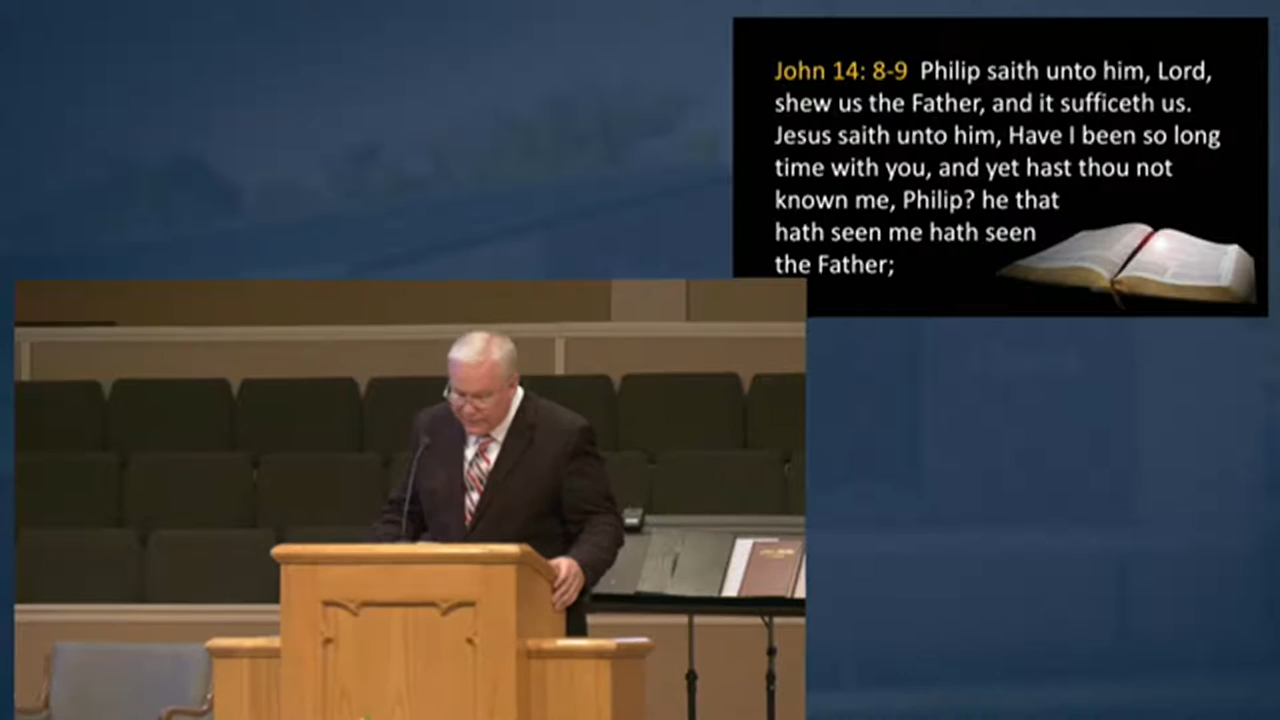 John 14: 8-9 Philip saith unto him, Lord,
shew us the Father, and it sufficeth us.
Jesus saith unto him, Have I been so long
time with you, and yet hast thou not
known me, Philip? he that
hath seen me hath seen
the Father;